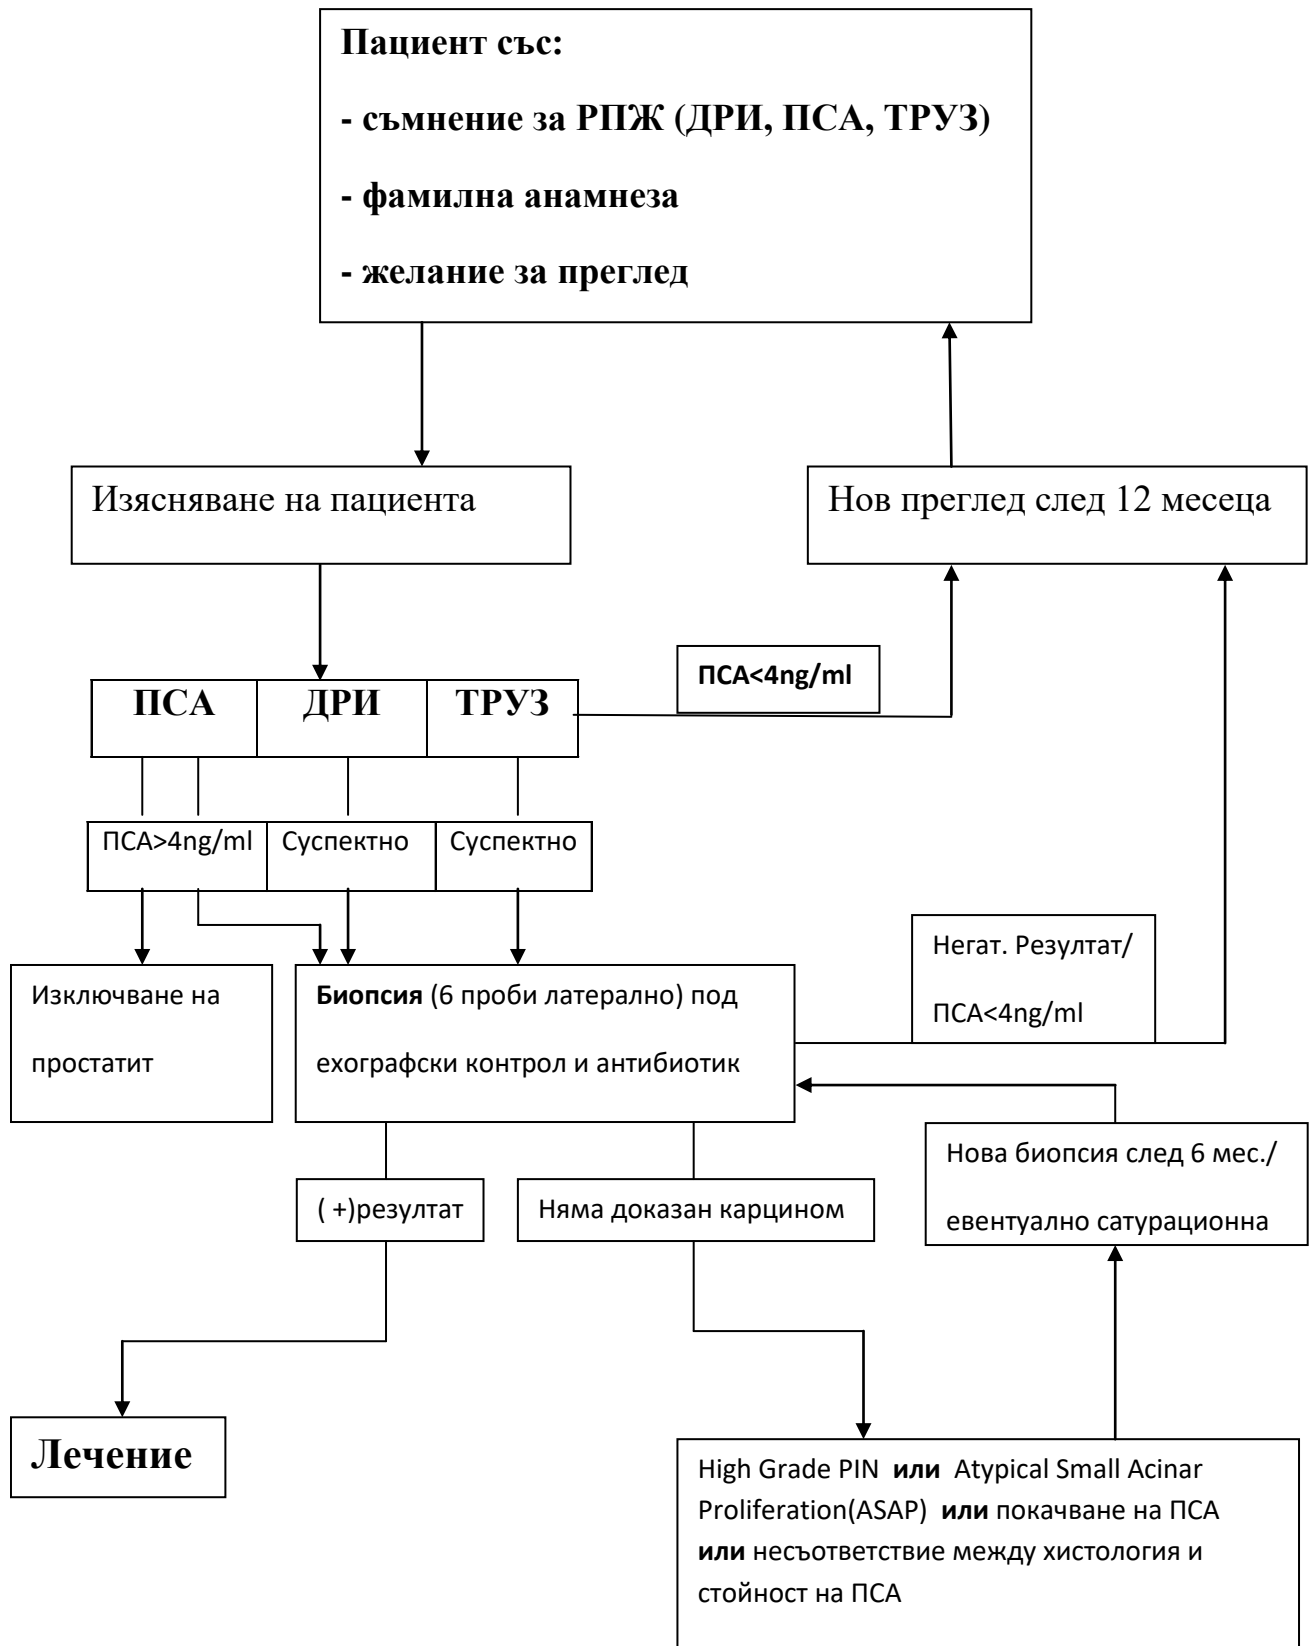 Пациент със:
- съмнение за РПЖ (ДРИ, ПСА, ТРУЗ)
- фамилна анамнеза
- желание за преглед
Изясняване на пациента
Нов преглед след 12 месеца
ПСА<4ng/ml
ПСА ДРИ ТРУЗ
ПСА>4ng/ml Суспектно Суспектно
Негат. Резултат/
ПСА<4ng/ml
Изключване на
простатит
Биопсия (6 проби латерално) под
ехографски контрол и антибиотик
Нова биопсия след 6 мес./
евентуално сатурационна
( +)резултат
Няма доказан карцином
Лечение
High Grade PIN или Atypical Small Acinar
Proliferation(ASAP) или покачване на ПСА
или несъответствие между хистология и
стойност на ПСА